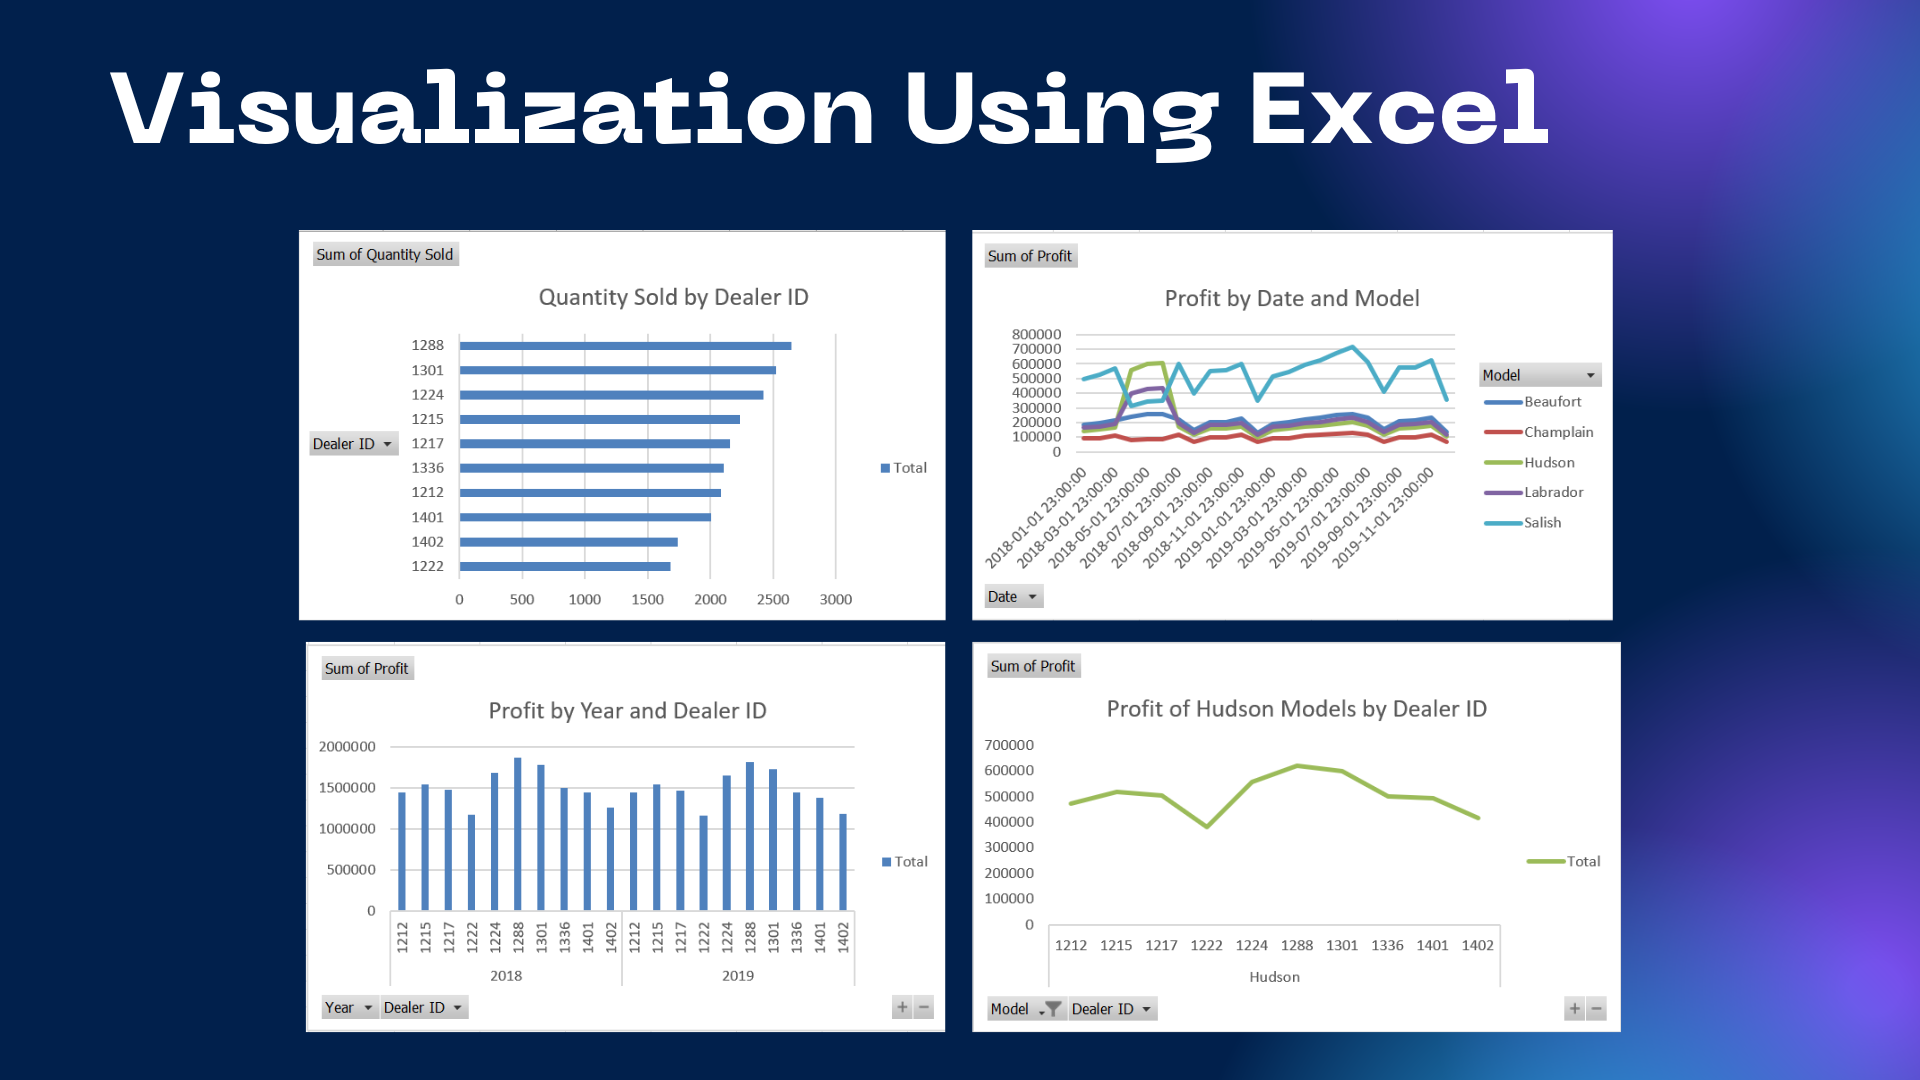 Visualization Using Excel
Sum of Quantity Sold
Quantity Sold by Dealer ID
Dealer ID
1288
1301
1224
1215
1217
1336
1212
1401
1402
1222
0 500 1000 1500 2000 2500 3000
Total
Sum of Profit
Profit by Date and Model
800000
700000
600000
500000
400000
300000
200000
100000
0
2018-01-01 23:00:00
2018-03-01 23:00:00
2018-05-01 23:00:00
2018-07-01 23:00:00
2018-09-01 23:00:00
2018-11-01 23:00:00
2019-01-01 23:00:00
2019-03-01 23:00:00
2019-05-01 23:00:00
2019-07-01 23:00:00
2019-09-01 23:00:00
2019-11-01 23:00:00
Model
Beaufort
Champlain
Hudson
Labrador
Salish
Date
Sum of Profit
Profit by Year and Dealer ID
2000000
1500000
1000000
500000
0
1212 1215 1217 1222 1224 1288 1301 1336 1401 1402 1212 1215 1217 1222 1224 1288 1301 1336 1401 1402
2018 2019
Total
Year Dealer ID
+ −
Sum of Profit
Profit of Hudson Models by Dealer ID
700000
600000
500000
400000
300000
200000
100000
0
1212 1215 1217 1222 1224 1288 1301 1336 1401 1402
Hudson
Total
Model Dealer ID
+ −